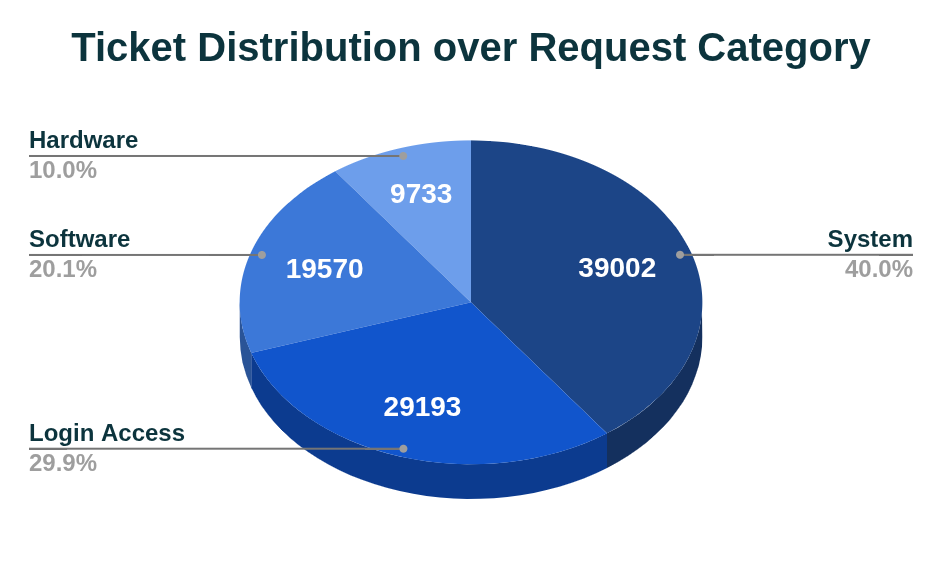 Ticket Distribution over Request Category
Hardware
10.0%
9733
Software
20.1%
19570
System
40.0%
39002
Login Access
29.9%
29193